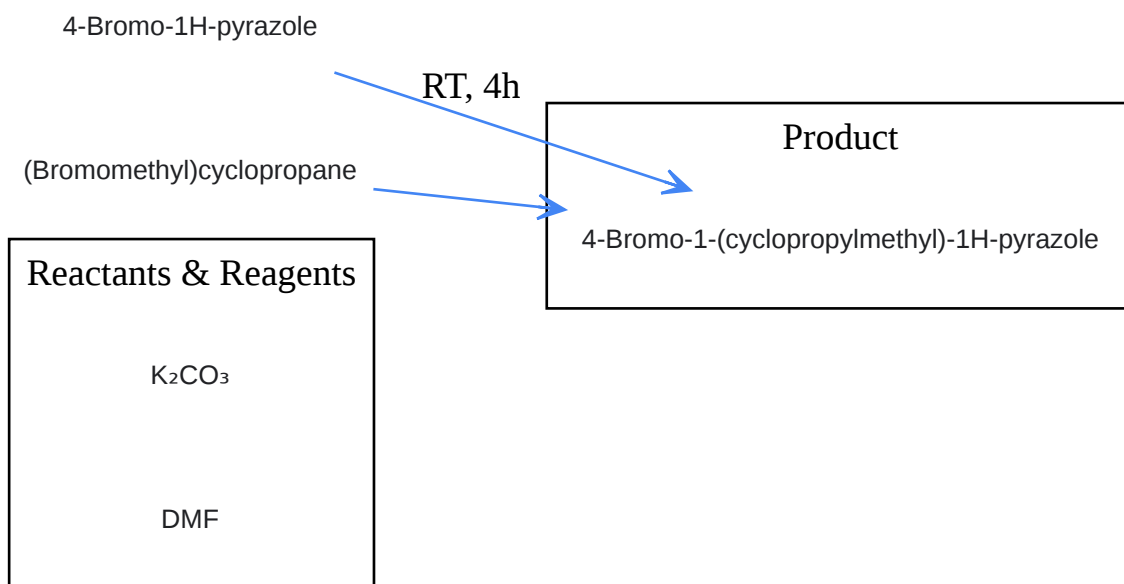 4-Bromo-1H-pyrazole
RT, 4h
(Bromomethyl)cyclopropane
Reactants & Reagents
K₂CO₃
DMF
Product
4-Bromo-1-(cyclopropylmethyl)-1H-pyrazole